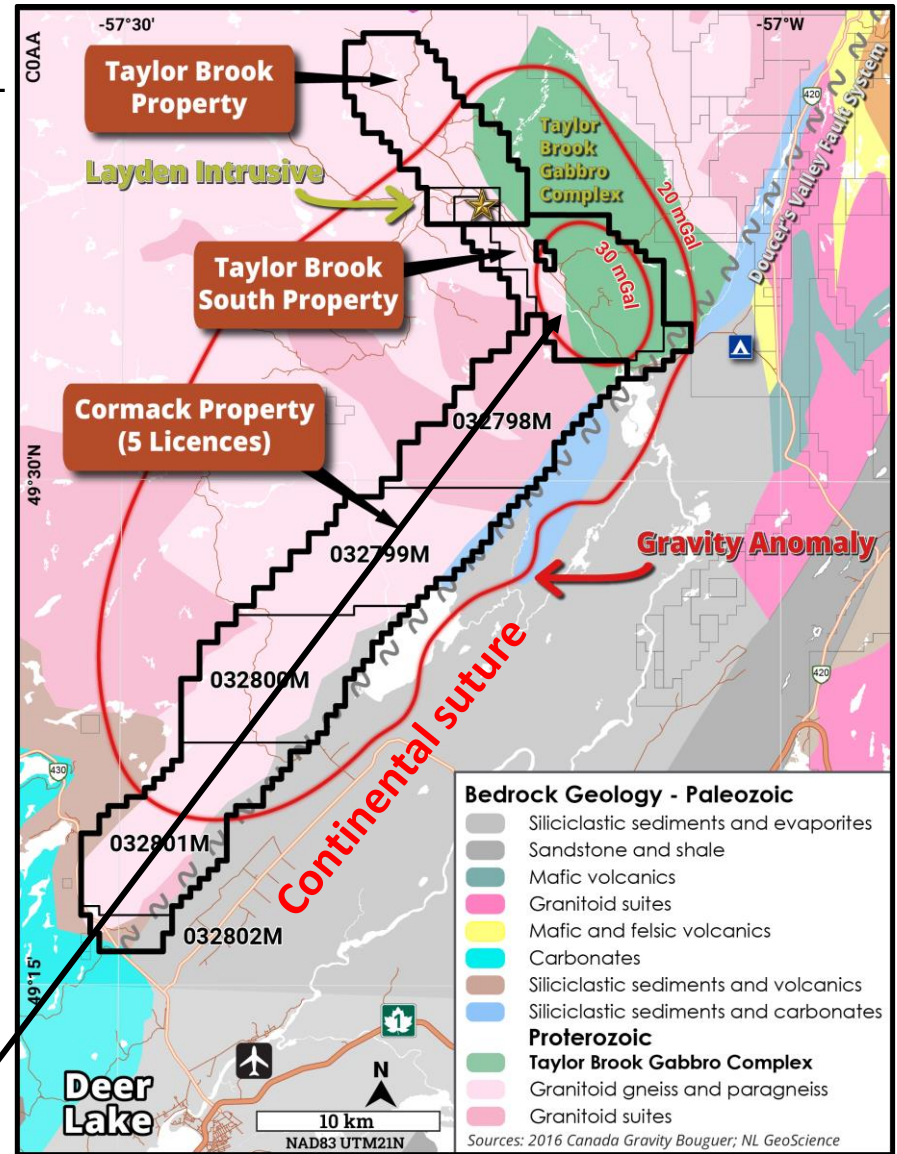 -57°30'
-57°W
C0AA
Taylor Brook
Property
420
Taylor
Brook
Gabbro
Complex
Doucer's Valley Fault System
Layden Intrusive
20 mGal
Taylor Brook
South Property
30 mGal
Cormack Property
(5 Licences)
032798M
49°30'N
032799M
Gravity Anomaly
Continental suture
032800M
420
430
032801M
032802M
49°15'
Bedrock Geology - Paleozoic
Siliciclastic sediments and evaporites
Sandstone and shale
Mafic volcanics
Granitoid suites
Mafic and felsic volcanics
Carbonates
Siliciclastic sediments and volcanics
Siliciclastic sediments and carbonates
Proterozoic
Taylor Brook Gabbro Complex
Granitoid gneiss and paragneiss
Granitoid suites
Sources: 2016 Canada Gravity Bouguer; NL GeoScience
1
N
Deer
Lake
10 km
NAD83 UTM21N